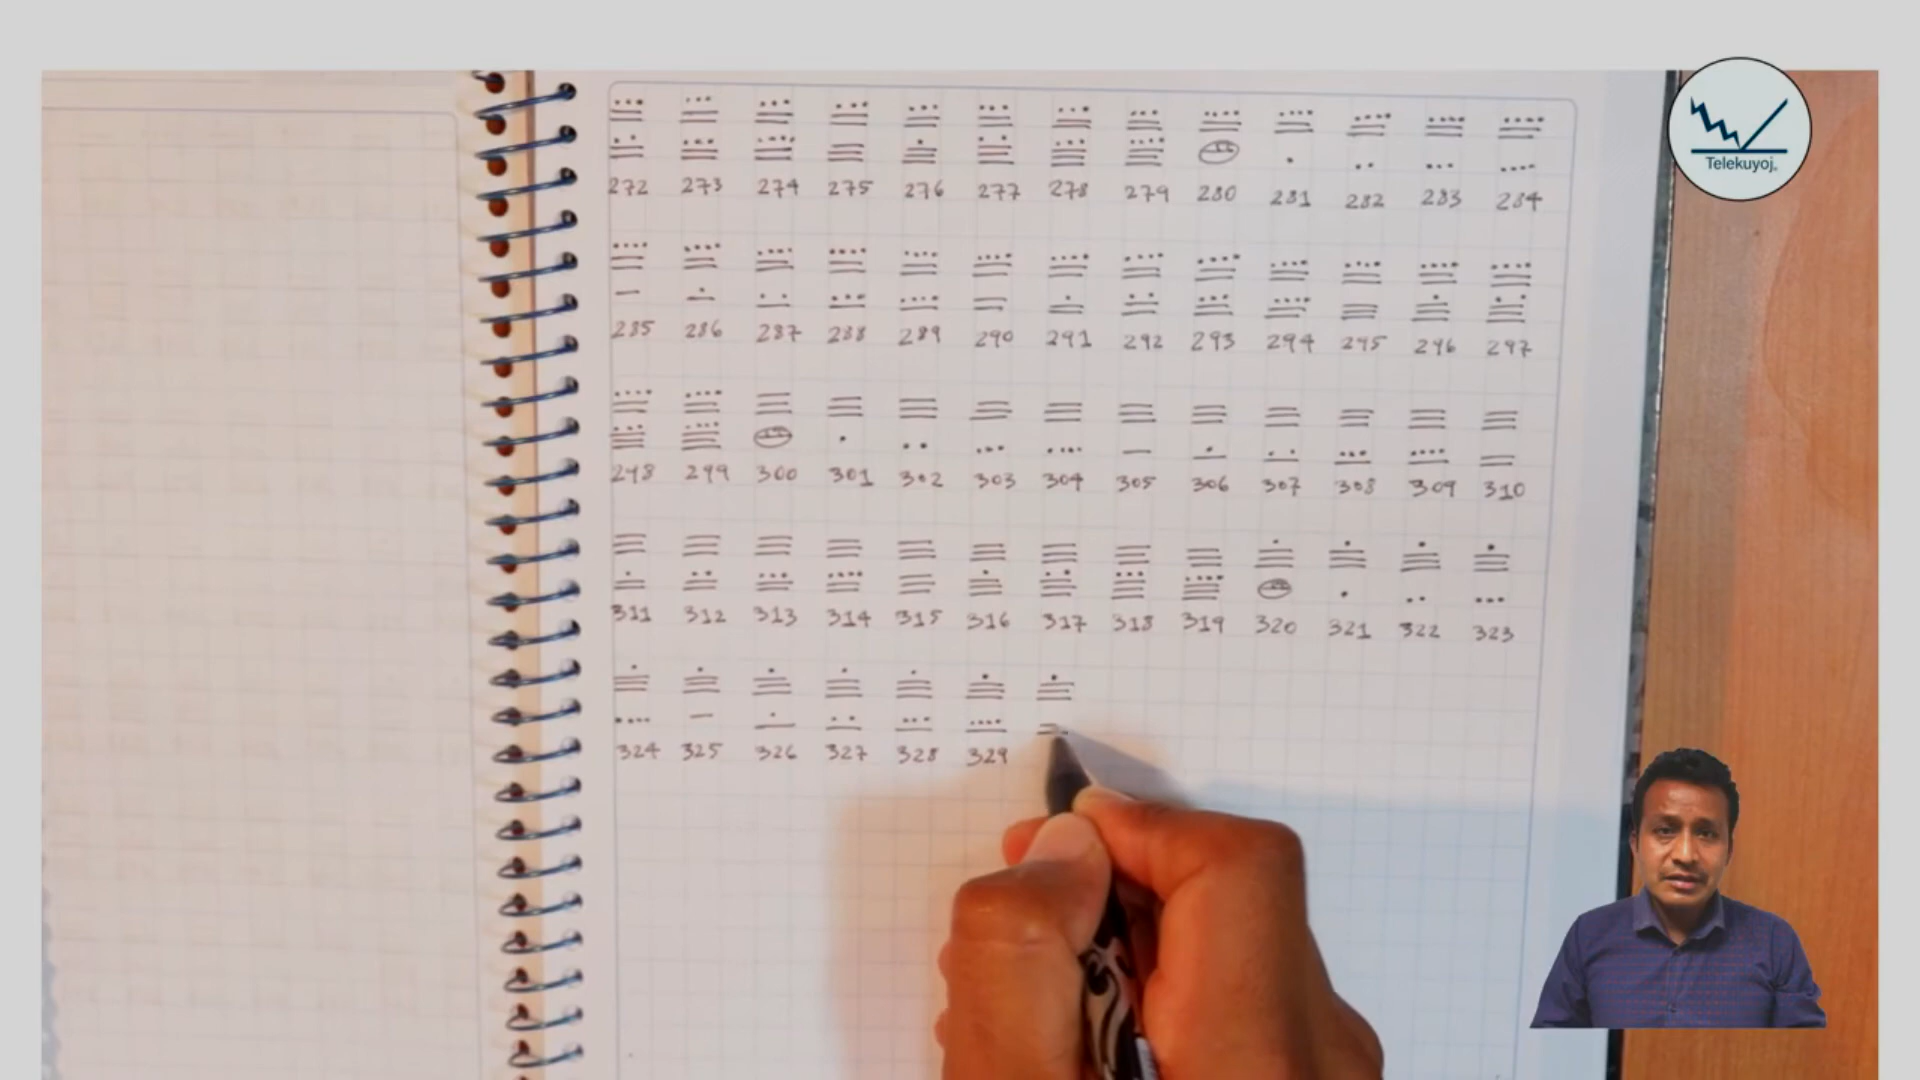 Telekuyoj
272 273 274 275 276 277 278 279 280 281 282 283 284
285 286 287 288 289 290 291 292 293 294 295 296 297
298 299 300 301 302 303 304 305 306 307 308 309 310
311 312 313 314 315 316 317 318 319 320 321 322 323
324 325 326 327 328 329